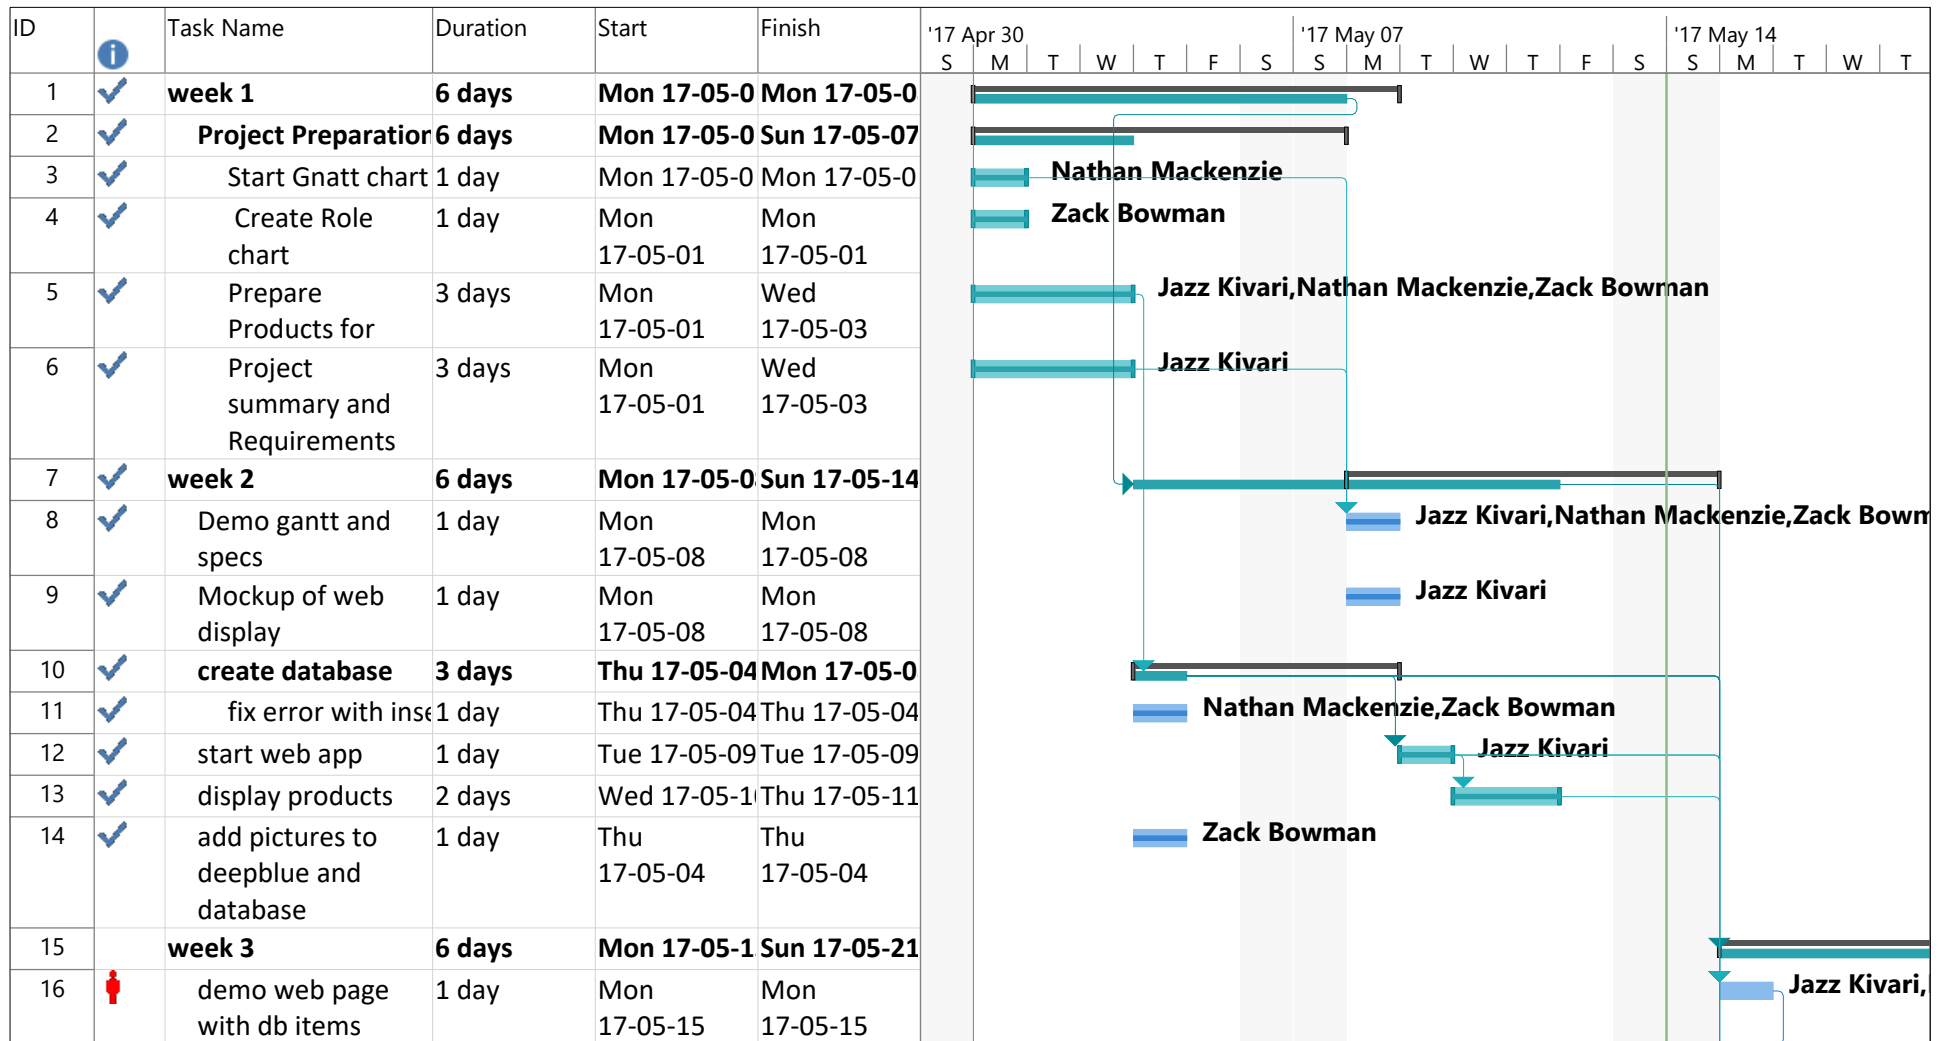 ID Task Name Duration Start Finish '17 Apr 30 '17 May 07 '17 May 14
S M T W T F S S M T W T F S S M T W T
1 week 1 6 days Mon 17-05-0 Mon 17-05-0
2 Project Preparation 6 days Mon 17-05-0 Sun 17-05-07
3 Start Gnatt chart 1 day Mon 17-05-0 Mon 17-05-0 Nathan Mackenzie
4 Create Role 1 day Mon Mon Zack Bowman
chart 17-05-01 17-05-01
5 Prepare 3 days Mon Wed Jazz Kivari,Nathan Mackenzie,Zack Bowman
Products for 17-05-01 17-05-03
6 Project 3 days Mon Wed Jazz Kivari
summary and 17-05-01 17-05-03
Requirements
7 week 2 6 days Mon 17-05-0 Sun 17-05-14
8 Demo gantt and 1 day Mon Mon Jazz Kivari,Nathan Mackenzie,Zack Bowm
specs 17-05-08 17-05-08
9 Mockup of web 1 day Mon Mon Jazz Kivari
display 17-05-08 17-05-08
10 create database 3 days Thu 17-05-04 Mon 17-05-0
11 fix error with inse 1 day Thu 17-05-04 Thu 17-05-04 Nathan Mackenzie,Zack Bowman
12 start web app 1 day Tue 17-05-09 Tue 17-05-09 Jazz Kivari
13 display products 2 days Wed 17-05-1 Thu 17-05-11
14 add pictures to 1 day Thu Thu Zack Bowman
deepblue and 17-05-04 17-05-04
database
15 week 3 6 days Mon 17-05-1 Sun 17-05-21
16 demo web page 1 day Mon Mon Jazz Kivari,
with db items 17-05-15 17-05-15